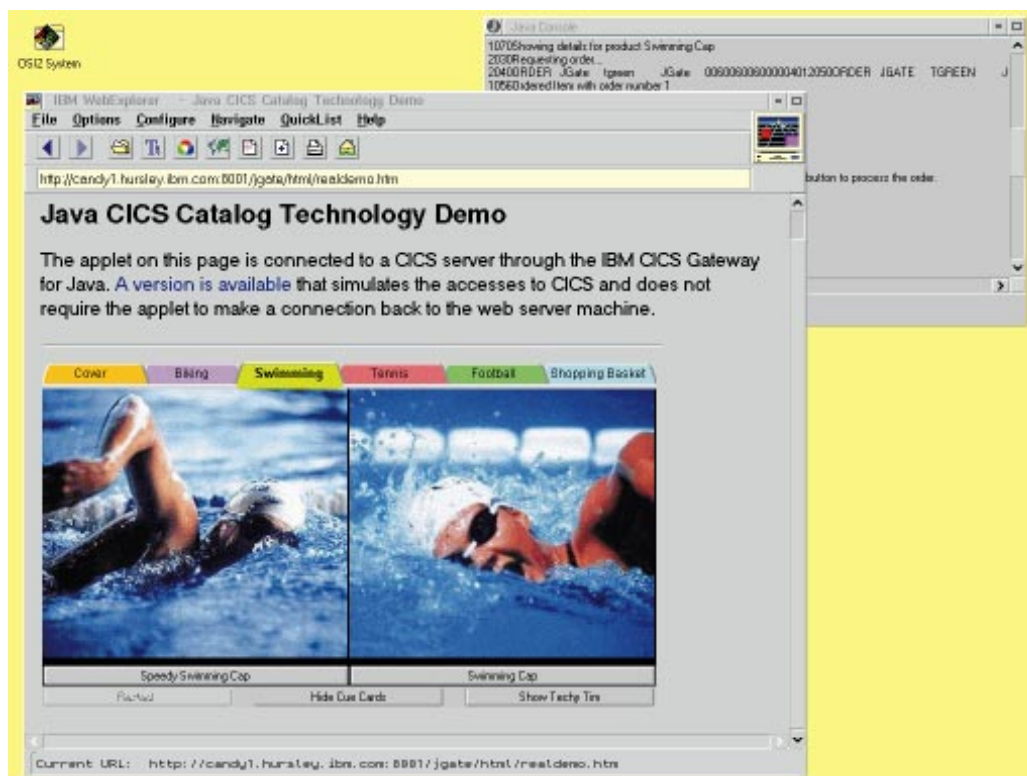 OS/2 System
Java Console
1070Showing details for product Swimming Cap
2030Requesting order...
2040ORDER JGate tgreen JGate 0060060060000040 12050ORDER JGATE TGREEN J
1056Ordered Item with order number 1
button to process the order.
IBM WebExplorer - Java CICS Catalog Technology Demo
File Options Configure Navigate QuickList Help
http://candy1.hursley.ibm.com:8001/jgate/html/realdemo.htm
Java CICS Catalog Technology Demo
The applet on this page is connected to a CICS server through the IBM CICS Gateway
for Java. A version is available that simulates the accesses to CICS and does not
require the applet to make a connection back to the web server machine.
Cover Biking Swimming Tennis Football Shopping Basket
Speedy Swimming Cap Swimming Cap
Hide Cue Cards Show Techy Tim
Current URL: http://candy1.hursley.ibm.com:8001/jgate/html/realdemo.htm